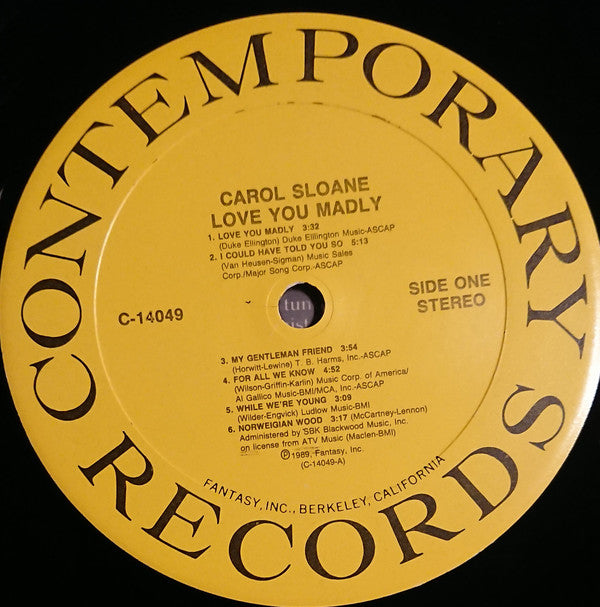 CONTEMPORARY RECORDS
CAROL SLOANE
LOVE YOU MADLY
1. LOVE YOU MADLY 3:32
(Duke Ellington) Duke Ellington Music-ASCAP
2. I COULD HAVE TOLD YOU SO 5:13
(Van Heusen-Sigman) Music Sales
Corp./Major Song Corp.-ASCAP
C-14049
SIDE ONE
STEREO
tun
ist
3. MY GENTLEMAN FRIEND 3:54
(Horwitt-Lewine) T. B. Harms, Inc.-ASCAP
4. FOR ALL WE KNOW 4:52
(Wilson-Griffin-Karlin) Music Corp. of America/
Al Gallico Music-BMI/MCA, Inc.-ASCAP
5. WHILE WE'RE YOUNG 3:09
(Wilder-Engvick) Ludlow Music-BMI
6. NORWEIGIAN WOOD 3:17 (McCartney-Lennon)
Administered by SBK Blackwood Music, Inc.
on license from ATV Music (Maclen-BMI)
℗ 1989, Fantasy, Inc.
(C-14049-A)
FANTASY, INC., BERKELEY, CALIFORNIA